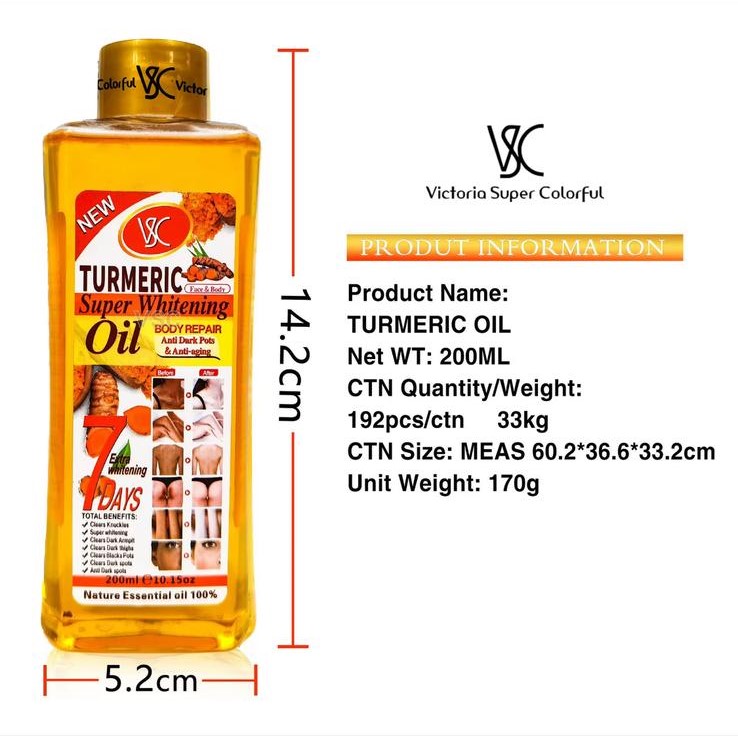 Colorful VSC Victor
NEW
VSC
TURMERIC
Face & Body
Super Whitening
Oil
BODY REPAIR
Anti Dark Pots
& Anti-aging
Before After
7
Extra
whitening
DAYS
TOTAL BENEFITS:
✓ Clears Knuckles
✓ Super whitening
✓ Clears Dark Armpit
✓ Clears Dark thighs
✓ Clears Blacks Pots
✓ Clears Dark spots
✓ Anti Dark spots
200ml ℮10.15oz
Nature Essential oil 100%
14.2cm
5.2cm
VSC
Victoria Super Colorful
PRODUT INFORMATION
Product Name:
TURMERIC OIL
Net WT: 200ML
CTN Quantity/Weight:
192pcs/ctn 33kg
CTN Size: MEAS 60.2*36.6*33.2cm
Unit Weight: 170g